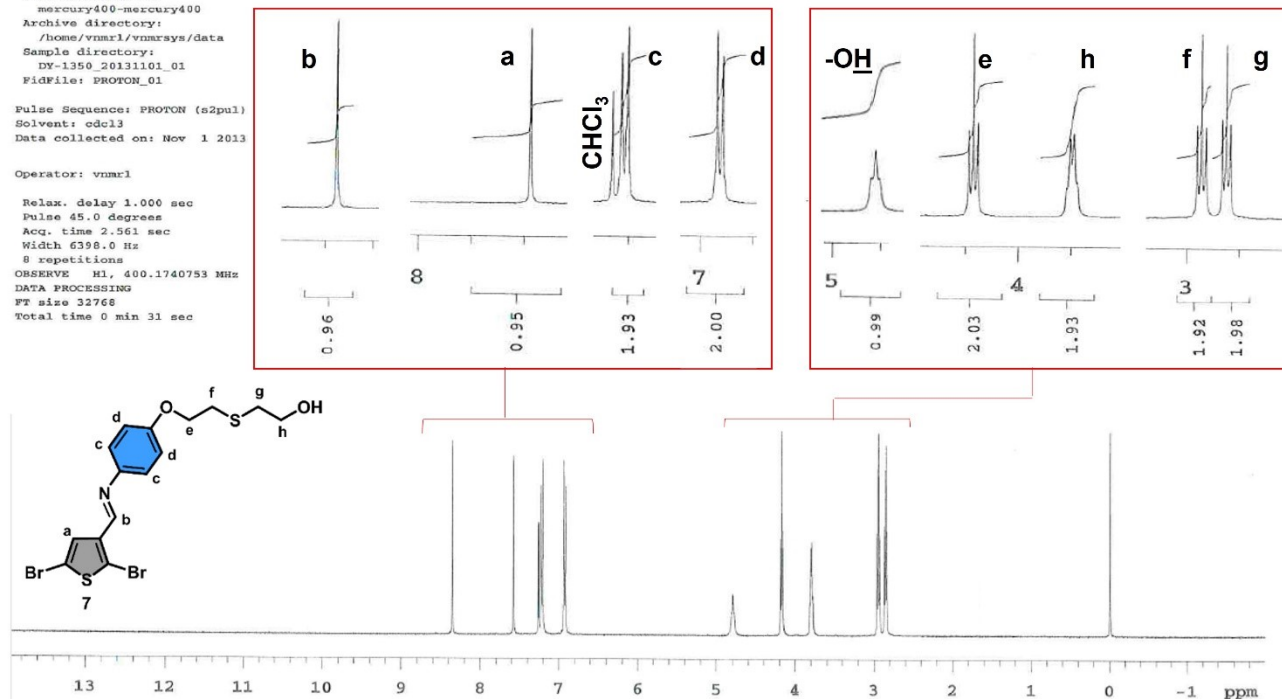 mercury400-mercury400
Archive directory:
/home/vnmr1/vnmrsys/data
Sample directory:
DY-1350_20131101_01
FidFile: PROTON_01
Pulse Sequence: PROTON (s2pul)
Solvent: cdcl3
Data collected on: Nov 1 2013
Operator: vnmr1
Relax. delay 1.000 sec
Pulse 45.0 degrees
Acq. time 2.561 sec
Width 6398.0 Hz
8 repetitions
OBSERVE H1, 400.1740753 MHz
DATA PROCESSING
FT size 32768
Total time 0 min 31 sec
b a c d
CHCl3
8 7
0.96 0.95 1.93 2.00
-OH e h f g
5 4 3
0.99 2.03 1.93 1.92 1.98
f g
O S OH
d e h
c d
c
N
b
a
Br S Br
7
13 12 11 10 9 8 7 6 5 4 3 2 1 0 -1 ppm